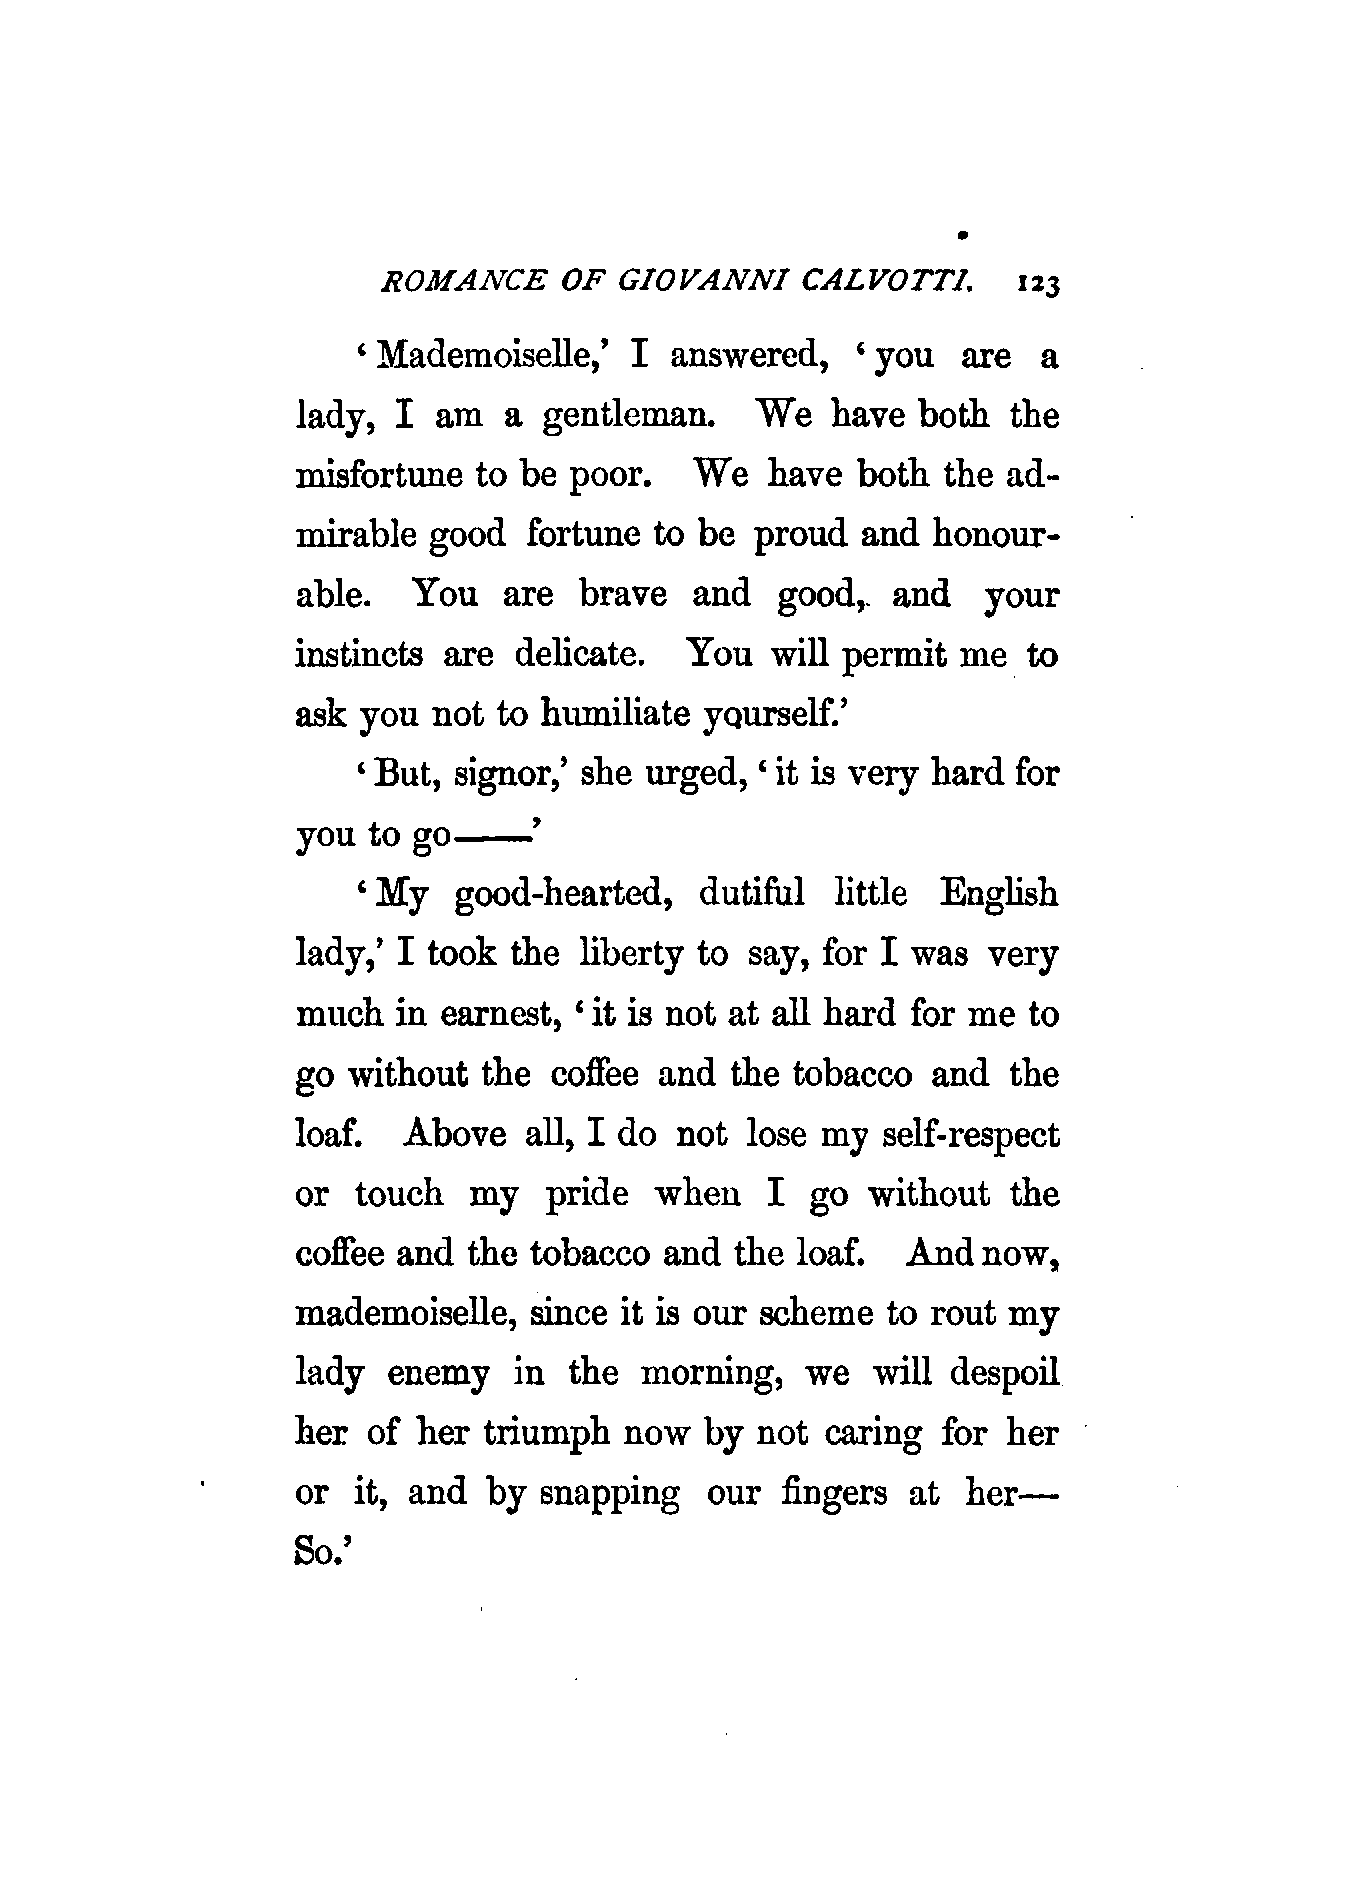 ROMANCE OF GIOVANNI CALVOTTI. 123
‘Mademoiselle,’ I answered, ‘you are a
lady, I am a gentleman. We have both the
misfortune to be poor. We have both the ad-
mirable good fortune to be proud and honour-
able. You are brave and good, and your
instincts are delicate. You will permit me to
ask you not to humiliate yourself.’
‘But, signor,’ she urged, ‘it is very hard for
you to go——’
‘My good-hearted, dutiful little English
lady,’ I took the liberty to say, for I was very
much in earnest, ‘it is not at all hard for me to
go without the coffee and the tobacco and the
loaf. Above all, I do not lose my self-respect
or touch my pride when I go without the
coffee and the tobacco and the loaf. And now,
mademoiselle, since it is our scheme to rout my
lady enemy in the morning, we will despoil
her of her triumph now by not caring for her
or it, and by snapping our fingers at her—
So.’